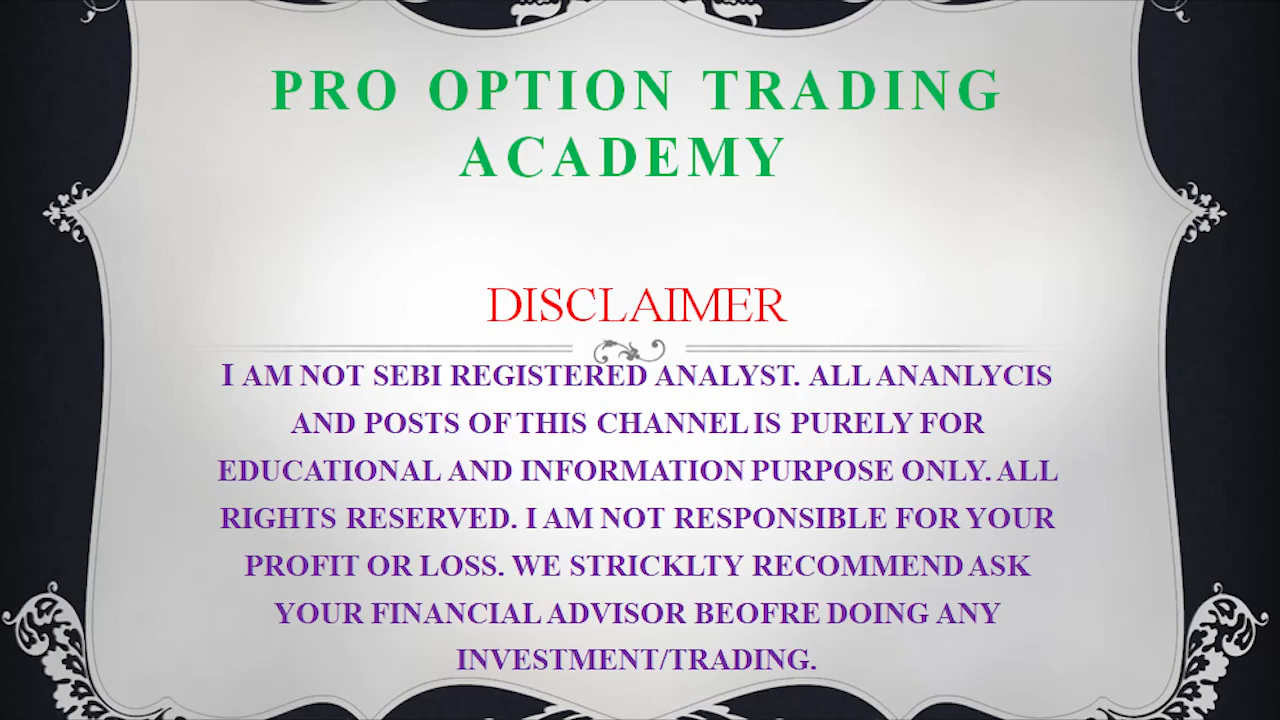 PRO OPTION TRADING
ACADEMY
DISCLAIMER
I AM NOT SEBI REGISTERED ANALYST. ALL ANANLYCIS
AND POSTS OF THIS CHANNEL IS PURELY FOR
EDUCATIONAL AND INFORMATION PURPOSE ONLY. ALL
RIGHTS RESERVED. I AM NOT RESPONSIBLE FOR YOUR
PROFIT OR LOSS. WE STRICKLTY RECOMMEND ASK
YOUR FINANCIAL ADVISOR BEOFRE DOING ANY
INVESTMENT/TRADING.